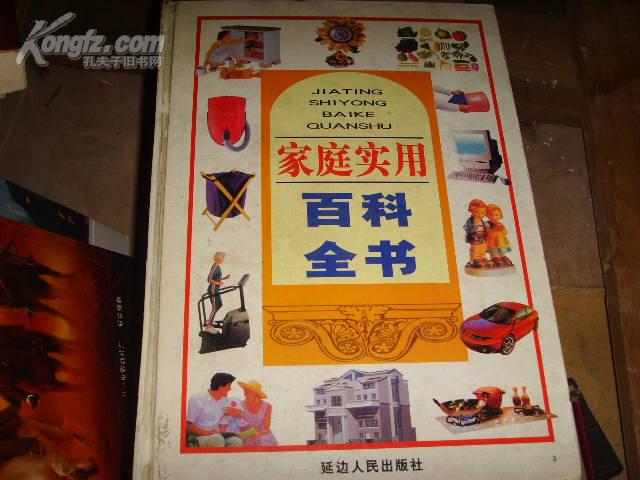 Kongfz.com
孔夫子旧书网
JIATING
SHIYONG
BAIKE
QUANSHU
家庭实用
百科
全书
延边人民出版社